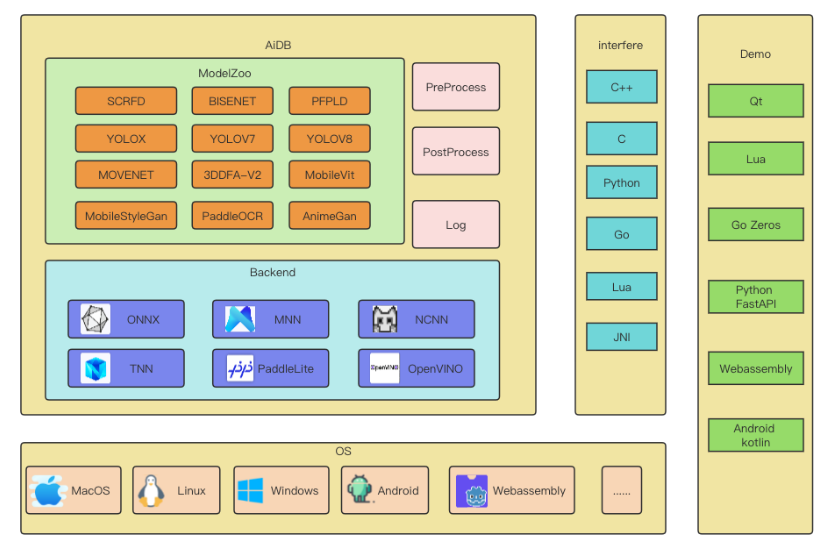 AiDB
ModelZoo
SCRFD
BISENET
PFPLD
YOLOX
YOLOV7
YOLOV8
MOVENET
3DDFA-V2
MobileVit
MobileStyleGan
PaddleOCR
AnimeGan
PreProcess
PostProcess
Log
Backend
ONNX
MNN
NCNN
TNN
PaddleLite
OpenVINO
OpenVINO
interfere
C++
C
Python
Go
Lua
JNI
Demo
Qt
Lua
Go Zeros
Python
FastAPI
Webassembly
Android
kotlin
OS
MacOS
Linux
Windows
Android
Webassembly
......